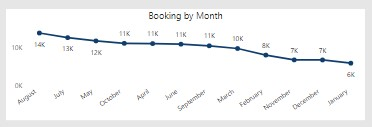 Booking by Month
10K
0K
14K 13K 12K 11K 11K 11K 11K 10K 8K 7K 7K 6K
August July May October April June September March February November December January